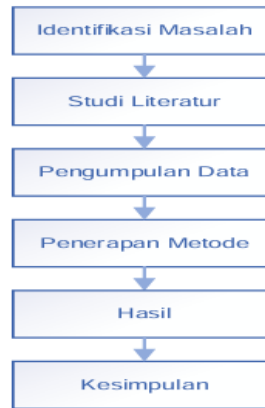 Identifikasi Masalah
Studi Literatur
Pengumpulan Data
Penerapan Metode
Hasil
Kesimpulan